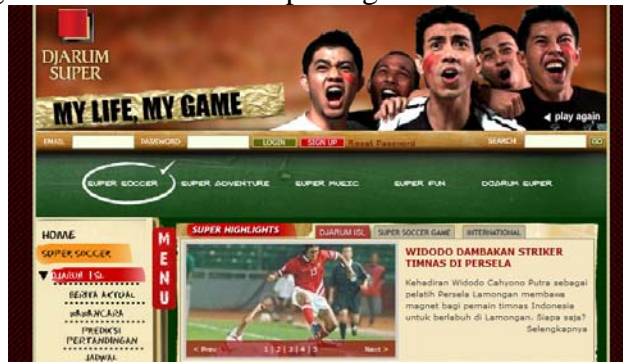 DJARUM
SUPER
MY LIFE, MY GAME
play again
EMAIL PASSWORD LOGIN SIGN UP Reset Password SEARCH GO
SUPER SOCCER SUPER ADVENTURE SUPER MUSIC SUPER FUN DJARUM SUPER
HOME
SUPER SOCCER
DJARUM ISL
BERITA AKTUAL
WAWANCARA
PREDIKSI
PERTANDINGAN
JADWAL
MENU
SUPER HIGHLIGHTS DJARUM ISL SUPER SOCCER GAME INTERNATIONAL
WIDODO DAMBAKAN STRIKER
TIMNAS DI PERSELA
Kehadiran Widodo Cahyono Putra sebagai
pelatih Persela Lamongan membawa
magnet bagi pemain timnas Indonesia
untuk berlabuh di Lamongan. Siapa saja?
Selengkapnya
< Prev 1 | 2 | 3 | 4 | 5 Next >